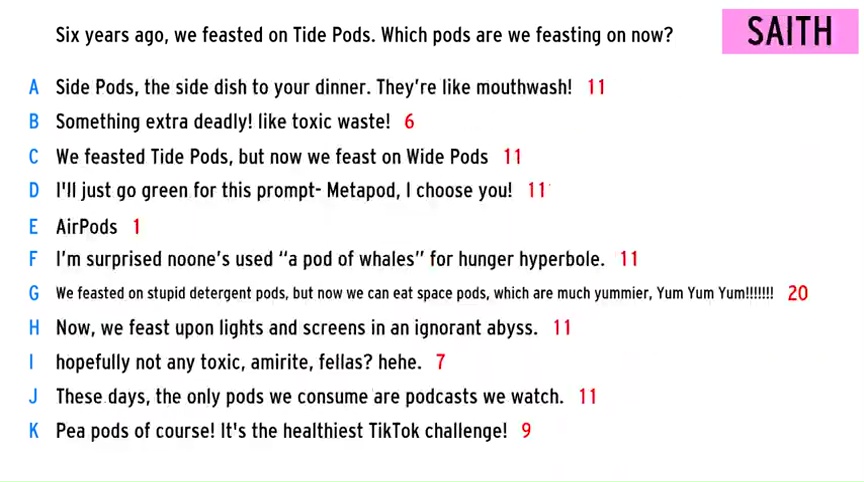 Six years ago, we feasted on Tide Pods. Which pods are we feasting on now?
SAITH
A Side Pods, the side dish to your dinner. They're like mouthwash! 11
B Something extra deadly! like toxic waste! 6
C We feasted Tide Pods, but now we feast on Wide Pods 11
D I'll just go green for this prompt- Metapod, I choose you! 11
E AirPods 1
F I'm surprised noone's used “a pod of whales” for hunger hyperbole. 11
G We feasted on stupid detergent pods, but now we can eat space pods, which are much yummier, Yum Yum Yum!!!!!!! 20
H Now, we feast upon lights and screens in an ignorant abyss. 11
I hopefully not any toxic, amirite, fellas? hehe. 7
J These days, the only pods we consume are podcasts we watch. 11
K Pea pods of course! It's the healthiest TikTok challenge! 9